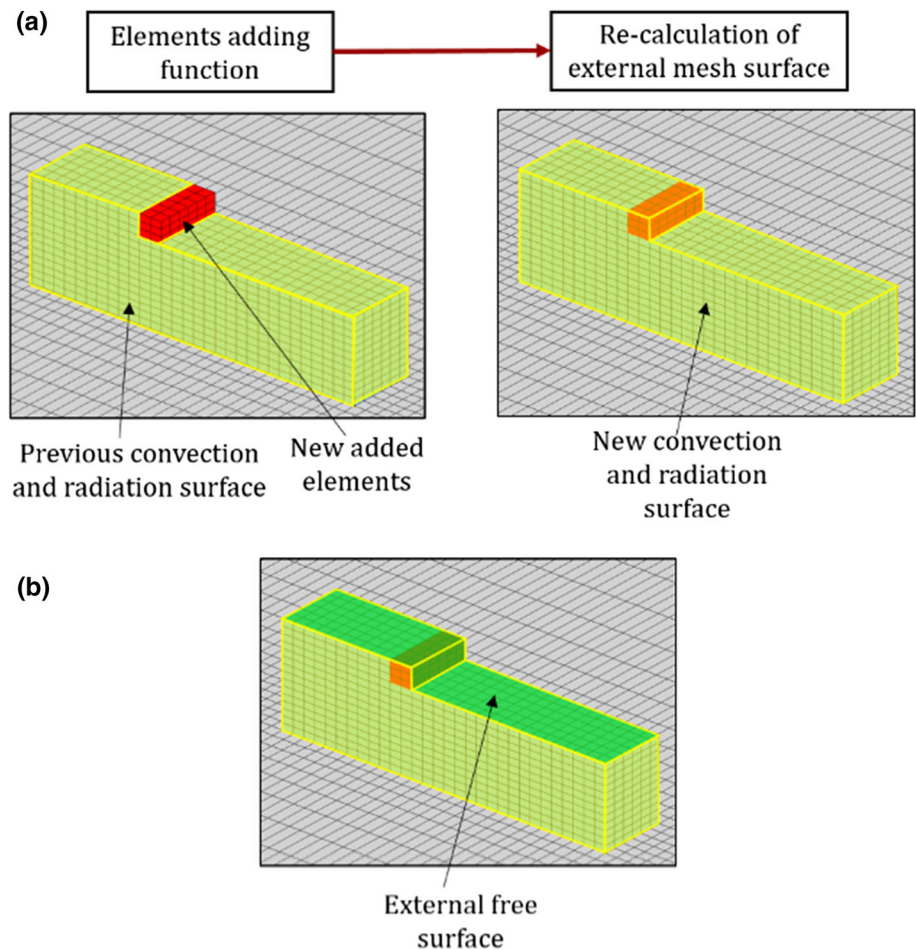 (a)
Elements adding
function
Re-calculation of
external mesh surface
Previous convection
and radiation surface
New added
elements
New convection
and radiation
surface
(b)
External free
surface